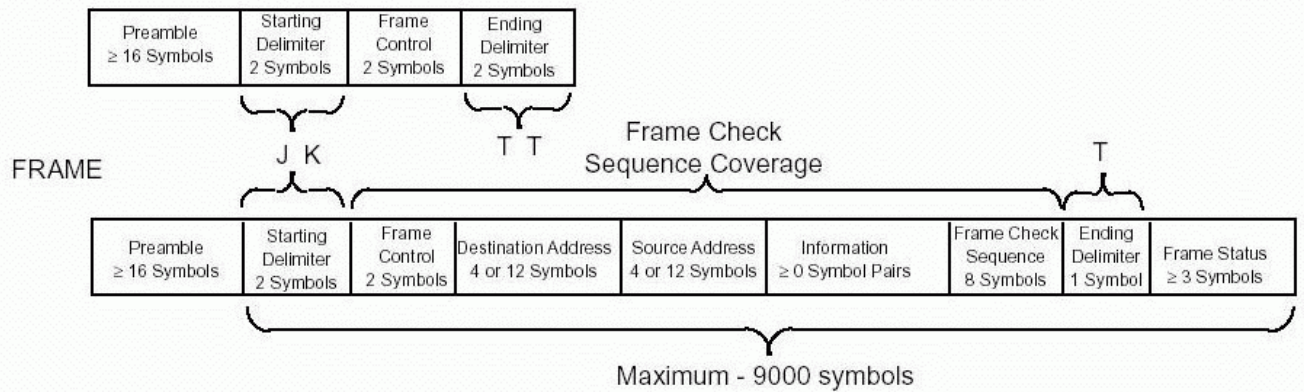 Preamble
≥ 16 Symbols
Starting
Delimiter
2 Symbols
Frame
Control
2 Symbols
Ending
Delimiter
2 Symbols
J K
T T
Frame Check
Sequence Coverage
T
FRAME
Preamble
≥ 16 Symbols
Starting
Delimiter
2 Symbols
Frame
Control
2 Symbols
Destination Address
4 or 12 Symbols
Source Address
4 or 12 Symbols
Information
≥ 0 Symbol Pairs
Frame Check
Sequence
8 Symbols
Ending
Delimiter
1 Symbol
Frame Status
≥ 3 Symbols
Maximum - 9000 symbols